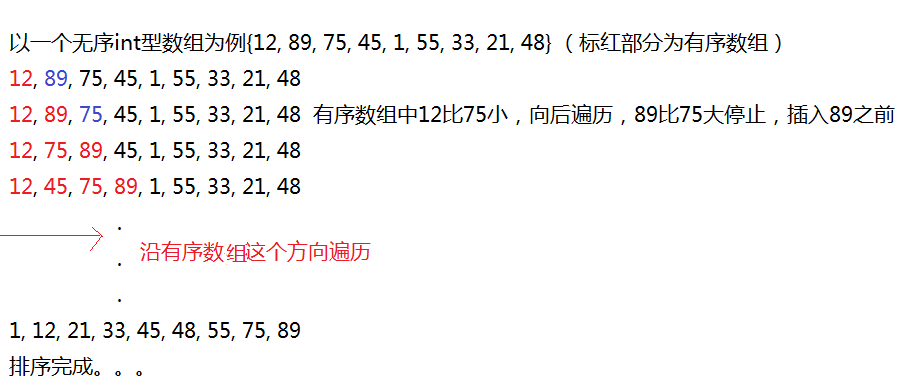 以一个无序int型数组为例{12, 89, 75, 45, 1, 55, 33, 21, 48} （标红部分为有序数组）
12, 89, 75, 45, 1, 55, 33, 21, 48
12, 89, 75, 45, 1, 55, 33, 21, 48 有序数组中12比75小，向后遍历，89比75大停止，插入89之前
12, 75, 89, 45, 1, 55, 33, 21, 48
12, 45, 75, 89, 1, 55, 33, 21, 48
.
沿有序数组这个方向遍历
.
.
1, 12, 21, 33, 45, 48, 55, 75, 89
排序完成。。。